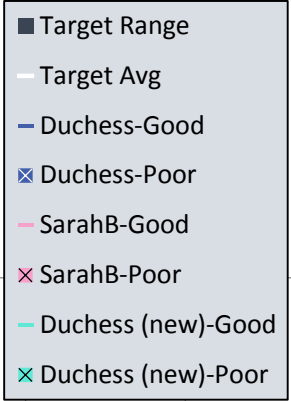 Target Range
Target Avg
Duchess-Good
Duchess-Poor
SarahB-Good
SarahB-Poor
Duchess (new)-Good
Duchess (new)-Poor